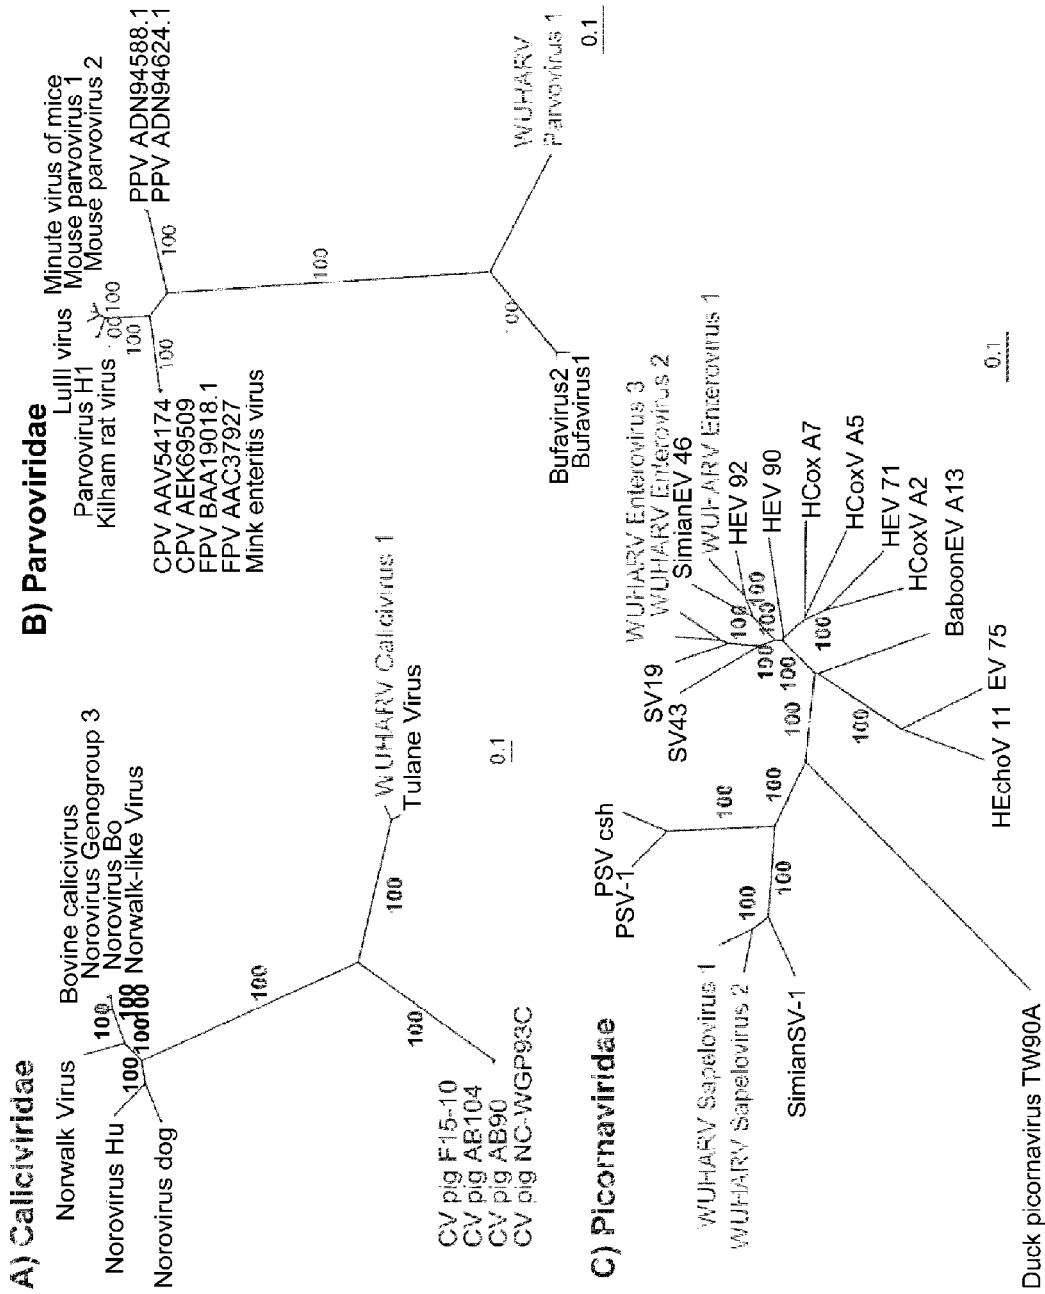 A) Caliciviridae
Norwalk Virus
Norovirus Hu
Norovirus dog
Bovine calicivirus
Norovirus Genogroup 3
Norovirus Bo
Norwalk-like Virus
100
100
100
100
100
100
100
100
WUHARV Calicivirus 1
Tulane Virus
CV pig F15-10
CV pig AB104
CV pig AB90
CV pig NC-WGP93C
0.1
B) Parvoviridae
LuIII virus
Parvovirus H1
Kilham rat virus
Minute virus of mice
Mouse parvovirus 1
Mouse parvovirus 2
PPV ADN94588.1
PPV ADN94624.1
100
00
100
100
100
100
100
CPV AAV54174
CPV AEK69509
FPV BAA19018.1
FPV AAC37927
Mink enteritis virus
Bufavirus2
Bufavirus1
WUHARV
Parvovirus 1
0.1
C) Picornaviridae
PSV csh
PSV-1
WUHARV Sapelovirus 1
WUHARV Sapelovirus 2
SimianSV-1
Duck picornavirus TW90A
SV19
SV43
WUHARV Enterovirus 3
WUHARV Enterovirus 2
SimianEV 46
WUHARV Enterovirus 1
HEV 92
HEV 90
HCox A7
HCoxV A5
HEV 71
HCoxV A2
BaboonEV A13
EV 75
HEchoV 11
100
100
100
100
100
100
100
100
100
100
100
100
0.1